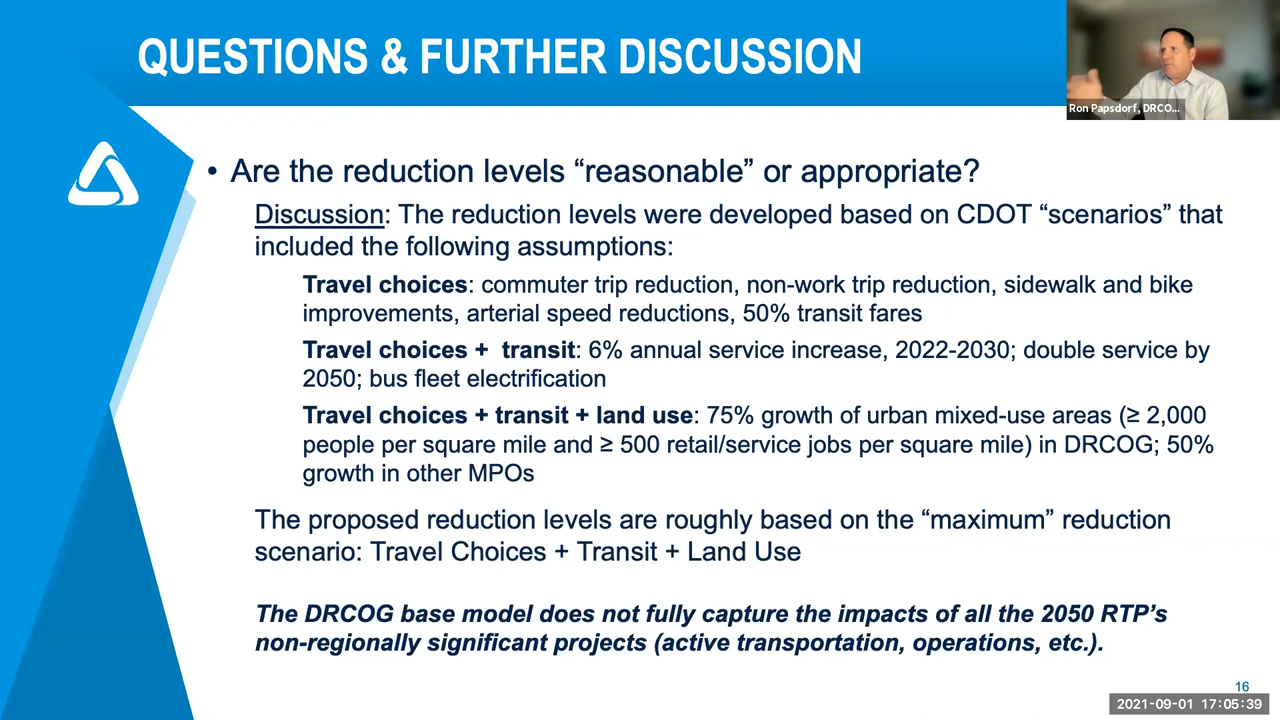 QUESTIONS & FURTHER DISCUSSION
Ron Papsdorf, DRCO...
• Are the reduction levels “reasonable” or appropriate?
Discussion: The reduction levels were developed based on CDOT “scenarios” that
included the following assumptions:
Travel choices: commuter trip reduction, non-work trip reduction, sidewalk and bike
improvements, arterial speed reductions, 50% transit fares
Travel choices + transit: 6% annual service increase, 2022-2030; double service by
2050; bus fleet electrification
Travel choices + transit + land use: 75% growth of urban mixed-use areas (≥ 2,000
people per square mile and ≥ 500 retail/service jobs per square mile) in DRCOG; 50%
growth in other MPOs
The proposed reduction levels are roughly based on the “maximum” reduction
scenario: Travel Choices + Transit + Land Use
The DRCOG base model does not fully capture the impacts of all the 2050 RTP’s
non-regionally significant projects (active transportation, operations, etc.).
16
2021-09-01 17:05:39